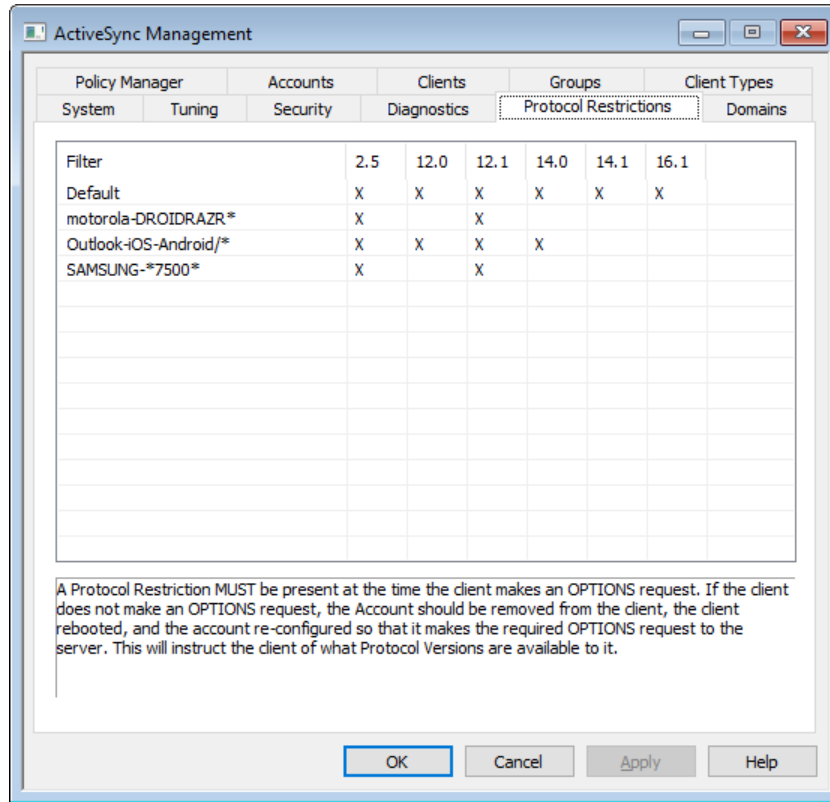 ActiveSync Management
Policy Manager Accounts Clients Groups Client Types
System Tuning Security Diagnostics Protocol Restrictions Domains
Filter 2.5 12.0 12.1 14.0 14.1 16.1
Default X X X X X X
motorola-DROIDRAZR* X X
Outlook-iOS-Android/* X X X X
SAMSUNG-*7500* X X
A Protocol Restriction MUST be present at the time the client makes an OPTIONS request. If the client
does not make an OPTIONS request, the Account should be removed from the client, the client
rebooted, and the account re-configured so that it makes the required OPTIONS request to the
server. This will instruct the client of what Protocol Versions are available to it.
OK Cancel Apply Help